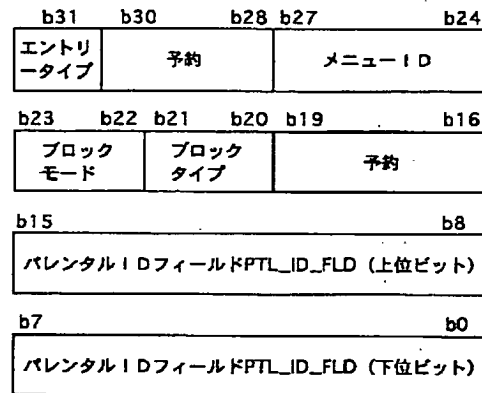 b31 b30 b28 b27 b24
エントリ
ータイプ
予約
メニューID
b23 b22 b21 b20 b19 b16
ブロック
モード
ブロック
タイプ
予約
b15 b8
パレンタルIDフィールドPTL_ID_FLD（上位ビット）
b7 b0
パレンタルIDフィールドPTL_ID_FLD（下位ビット）